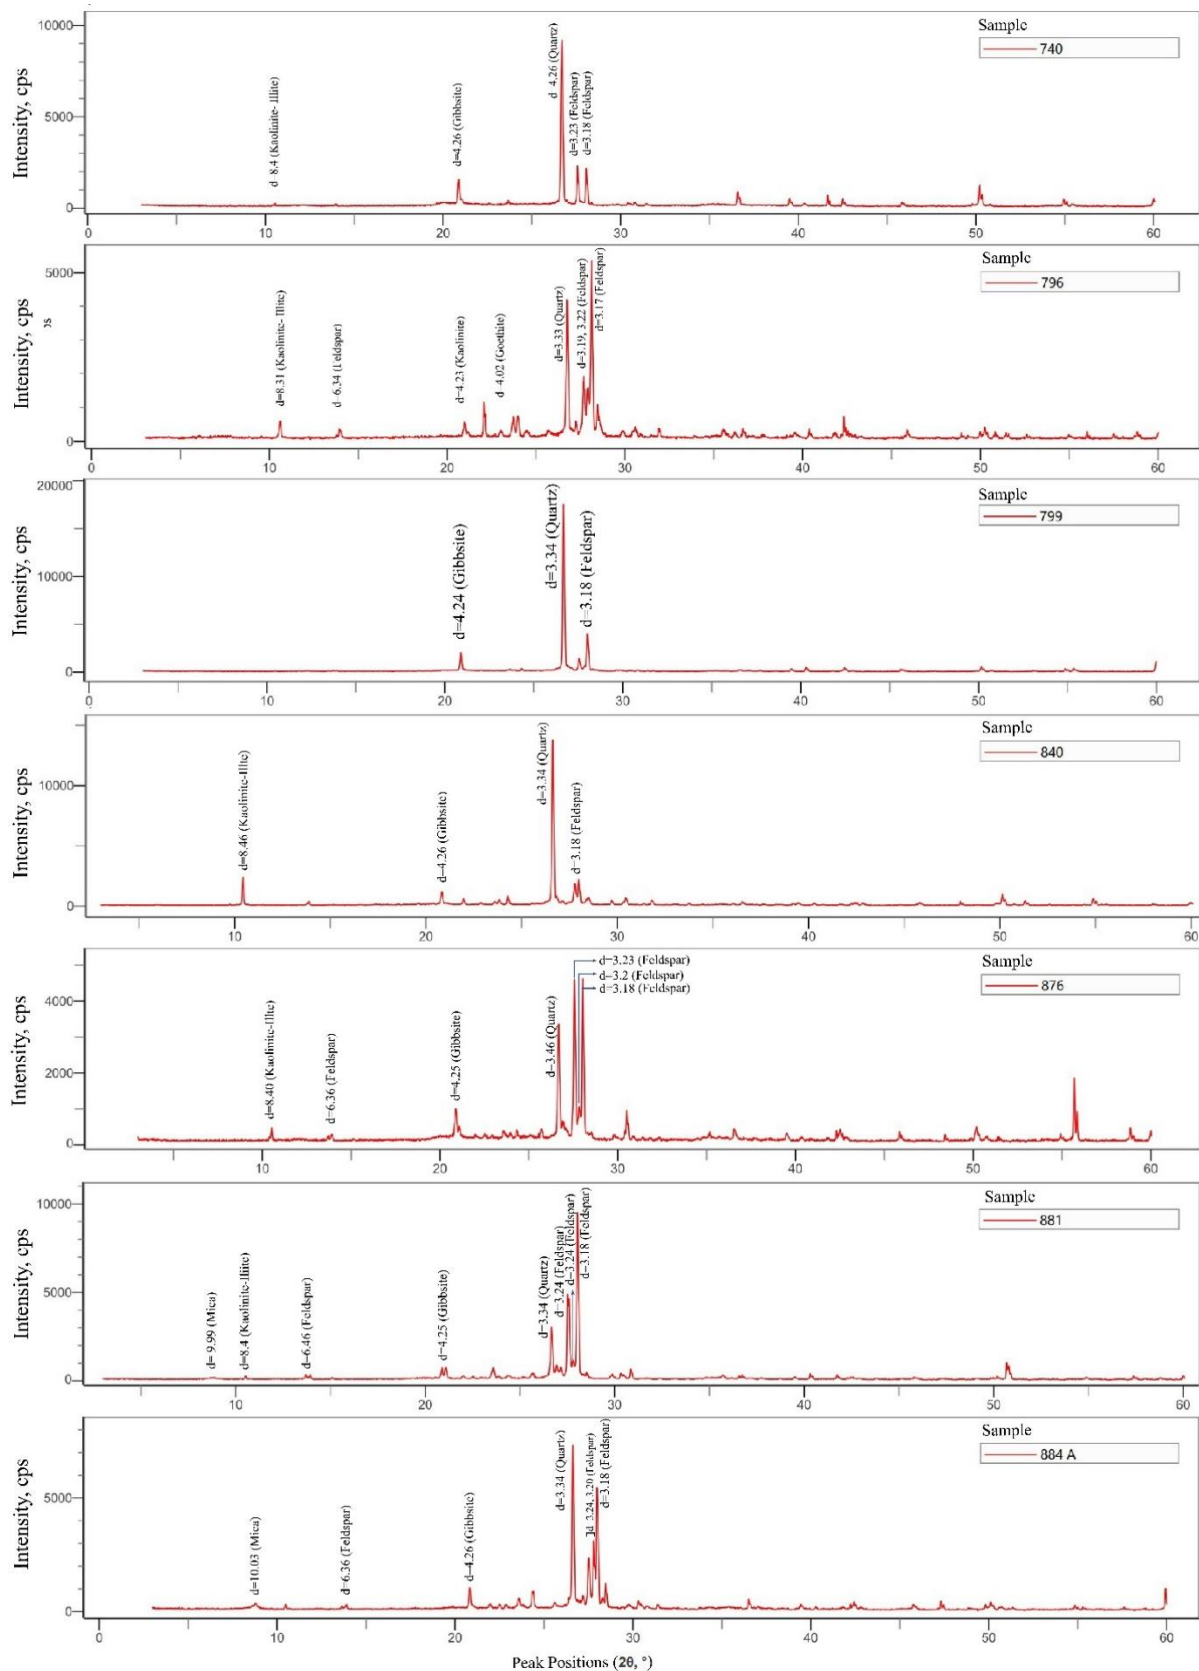 Sample
740
Intensity, cps
10000
5000
0
d=8.4 (Kaolinite- Illite)
d=4.26 (Gibbsite)
d=4.26 (Quartz)
d=3.23 (Feldspar)
d=3.18 (Feldspar)
0 10 20 30 40 50 60
Sample
796
Intensity, cps
5000
0
d=8.31 (Kaolinite- Illite)
d=6.34 (Feldspar)
d=4.23 (Kaolinite)
d=4.02 (Goethite)
d=3.33 (Quartz)
d=3.19, 3.22 (Feldspar)
d=3.17 (Feldspar)
0 10 20 30 40 50 60
Sample
799
Intensity, cps
20000
10000
0
d=4.24 (Gibbsite)
d=3.34 (Quartz)
d=3.18 (Feldspar)
0 10 20 30 40 50 60
Sample
840
Intensity, cps
10000
0
d=8.46 (Kaolinite-Illte)
d=4.26 (Gibbsite)
d=3.34 (Quartz)
d=3.18 (Feldspar)
10 20 30 40 50 60
Sample
876
Intensity, cps
4000
2000
0
d=8.40 (Kaolinite-Illte)
d=6.36 (Feldspar)
d=4.25 (Gibbsite)
d=3.46 (Quartz)
d=3.23 (Feldspar)
d=3.2 (Feldspar)
d=3.18 (Feldspar)
10 20 30 40 50 60
Sample
881
Intensity, cps
10000
5000
0
d= 9.99 (Mica)
d=8.4 (Kaolinite-Illite)
d=6.46 (Feldspar)
d=4.25 (Gibbsite)
d=3.34 (Quartz)
d=3.24 (Feldspar)
d=3.24 (Feldspar)
d=3.18 (Feldspar)
10 20 30 40 50 60
Sample
884 A
Intensity, cps
5000
0
d=10.03 (Mica)
d=6.36 (Feldspar)
d=4.26 (Gibbsite)
d=3.34 (Quartz)
3.24, 3.20 (Feldspar)
d=3.18 (Feldspar)
0 10 20 30 40 50 60
Peak Positions (2θ, °)